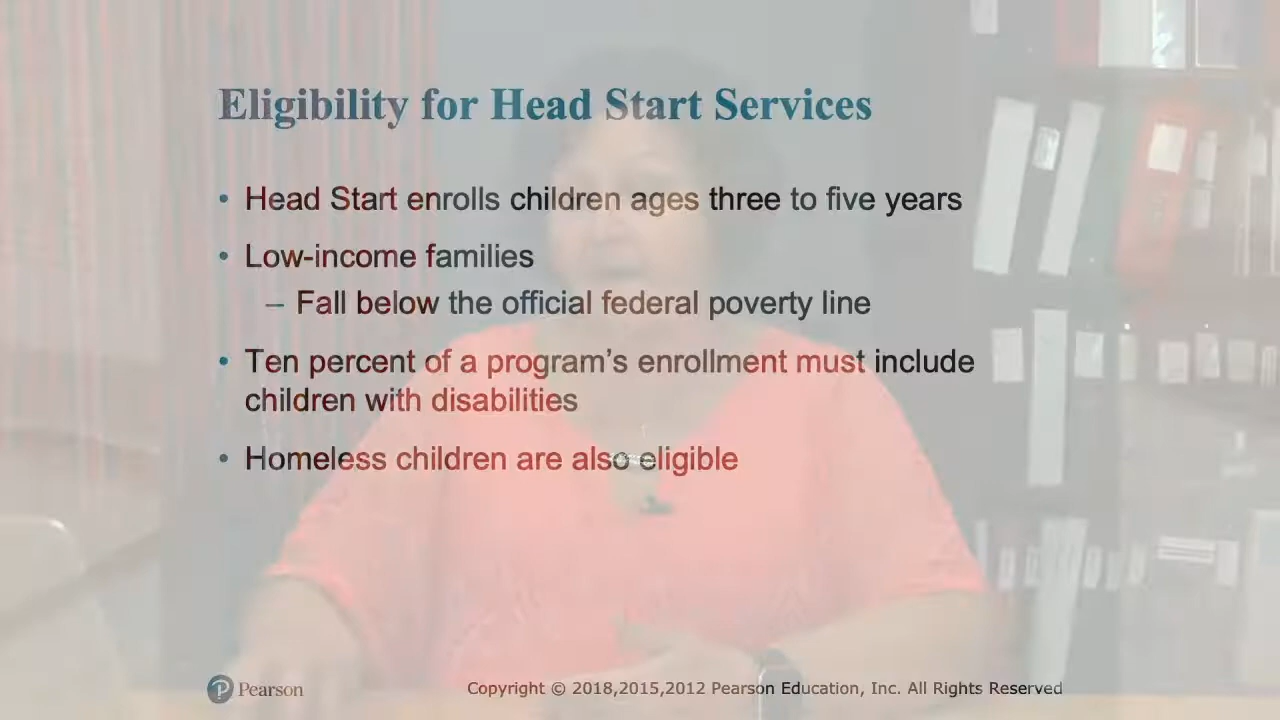 Eligibility for Head Start Services
• Head Start enrolls children ages three to five years
• Low-income families
– Fall below the official federal poverty line
• Ten percent of a program’s enrollment must include
children with disabilities
• Homeless children are also eligible
Pearson
Copyright © 2018,2015,2012 Pearson Education, Inc. All Rights Reserved